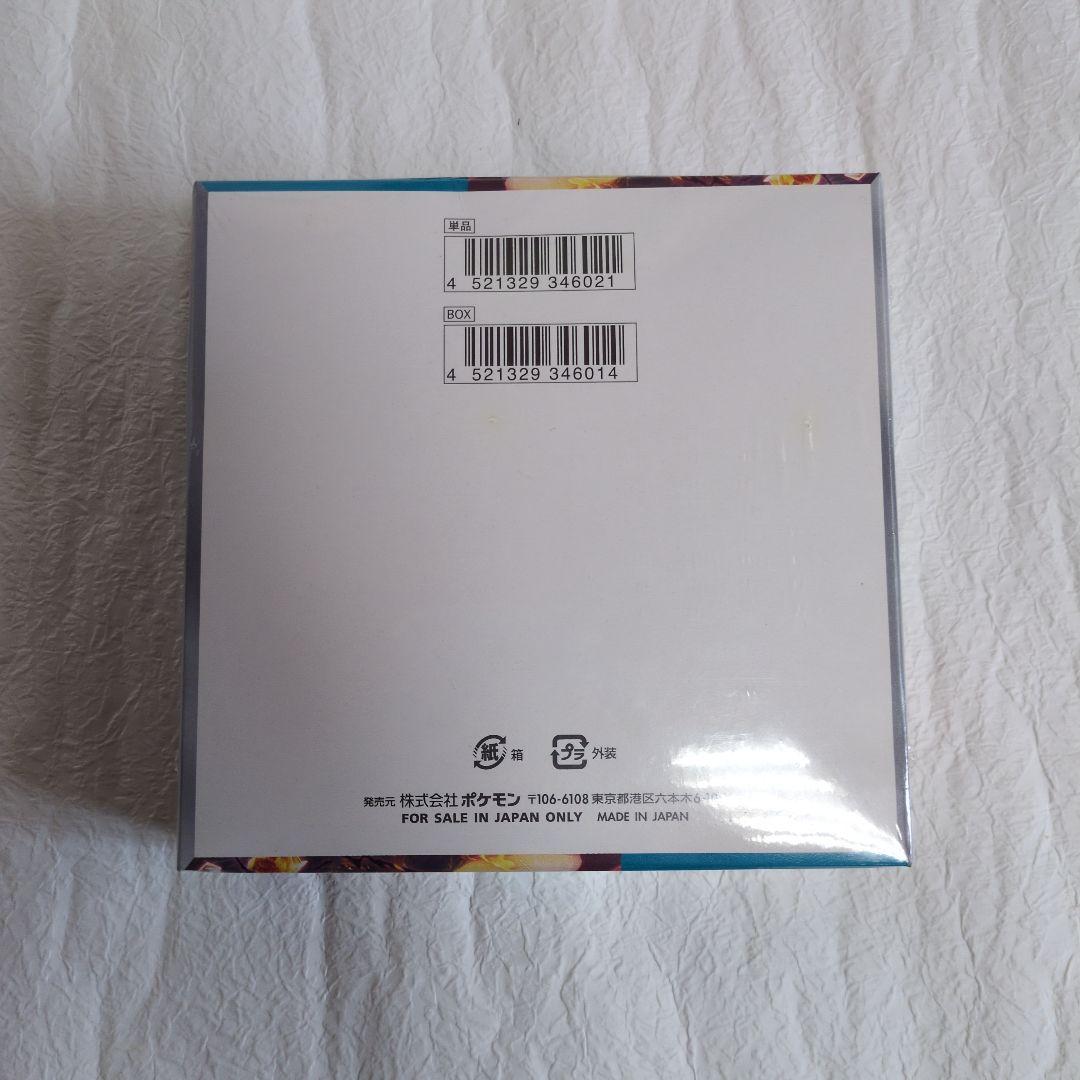 単品
4 521329 346021
BOX
4 521329 346014
紙 箱 プラ 外装
発売元 株式会社ポケモン 〒106-6108 東京都港区六本木6-10
FOR SALE IN JAPAN ONLY MADE IN JAPAN